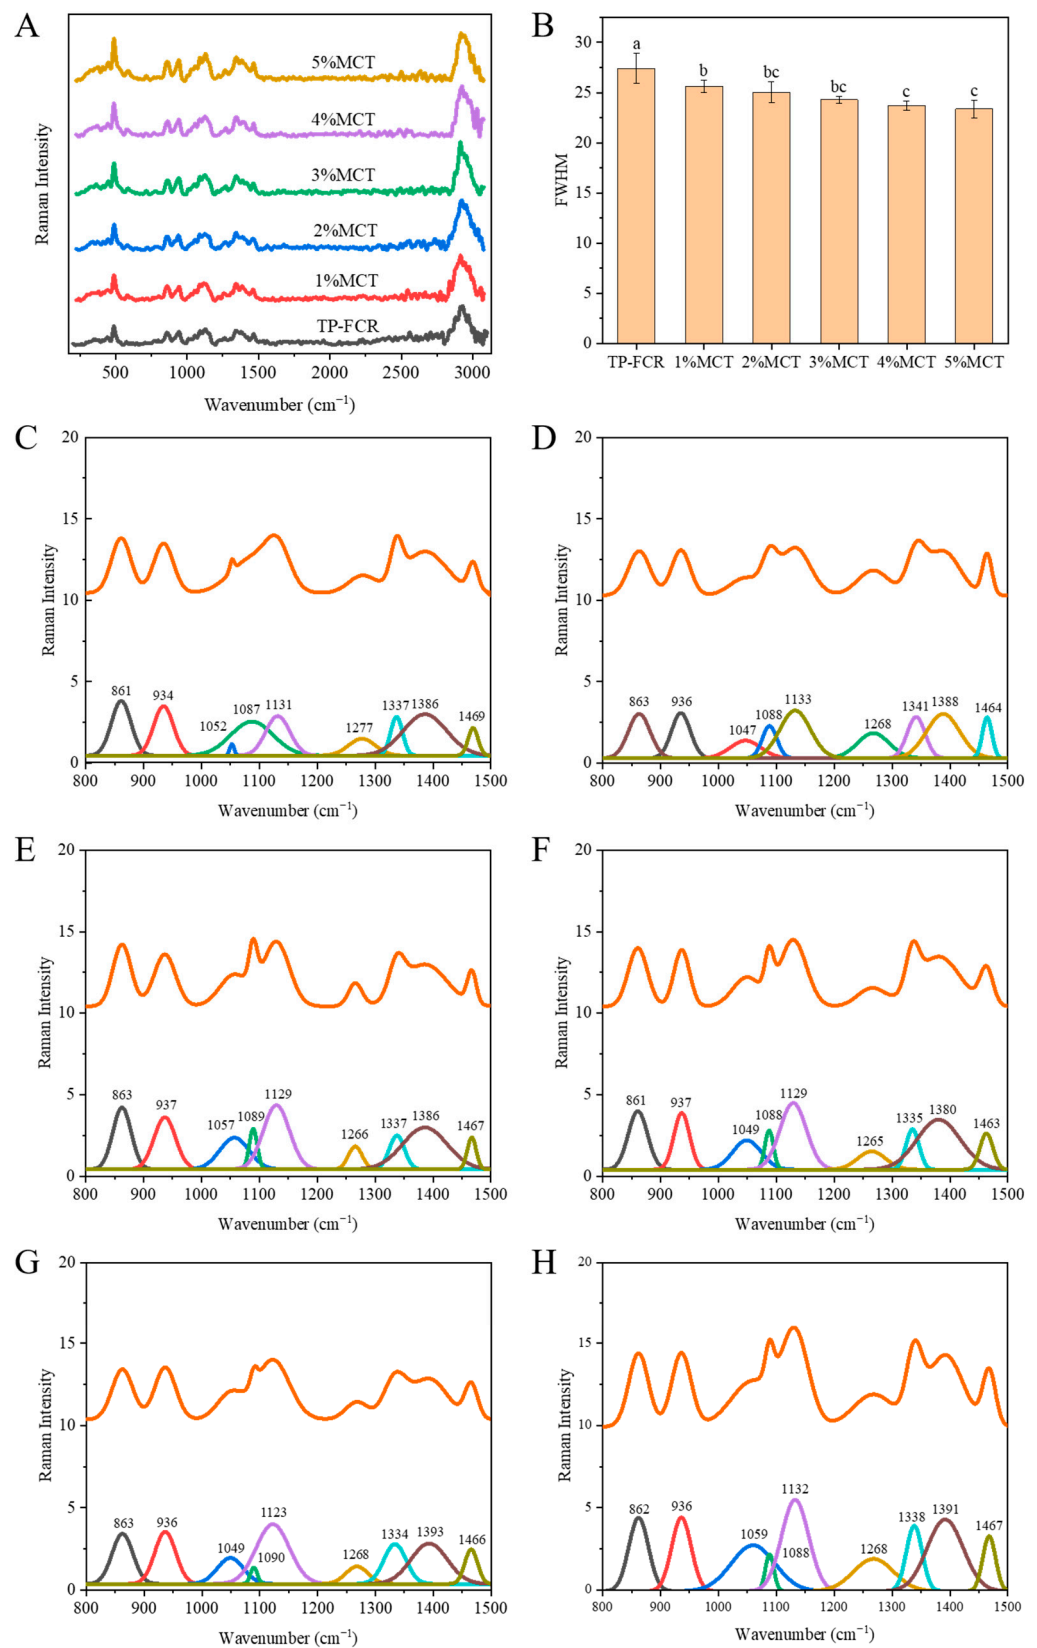 A
5%MCT
4%MCT
3%MCT
2%MCT
1%MCT
TP-FCR
Raman Intensity
500 1000 1500 2000 2500 3000
Wavenumber (cm⁻¹)
B
30
25
20
15
10
5
0
FWHM
a b bc bc c c
TP-FCR 1%MCT 2%MCT 3%MCT 4%MCT 5%MCT
C
20
15
10
5
0
Raman Intensity
861 934 1052 1087 1131 1277 1337 1386 1469
800 900 1000 1100 1200 1300 1400 1500
Wavenumber (cm⁻¹)
D
20
15
10
5
0
Raman Intensity
863 936 1047 1088 1133 1268 1341 1388 1464
800 900 1000 1100 1200 1300 1400 1500
Wavenumber (cm⁻¹)
E
20
15
10
5
0
Raman Intensity
863 937 1057 1089 1129 1266 1337 1386 1467
800 900 1000 1100 1200 1300 1400 1500
Wavenumber (cm⁻¹)
F
20
15
10
5
0
Raman Intensity
861 937 1049 1088 1129 1265 1335 1380 1463
800 900 1000 1100 1200 1300 1400 1500
Wavenumber (cm⁻¹)
G
20
15
10
5
0
Raman Intensity
863 936 1049 1090 1123 1268 1334 1393 1466
800 900 1000 1100 1200 1300 1400 1500
Wavenumber (cm⁻¹)
H
20
15
10
5
0
Raman Intensity
862 936 1059 1088 1132 1268 1338 1391 1467
800 900 1000 1100 1200 1300 1400 1500
Wavenumber (cm⁻¹)